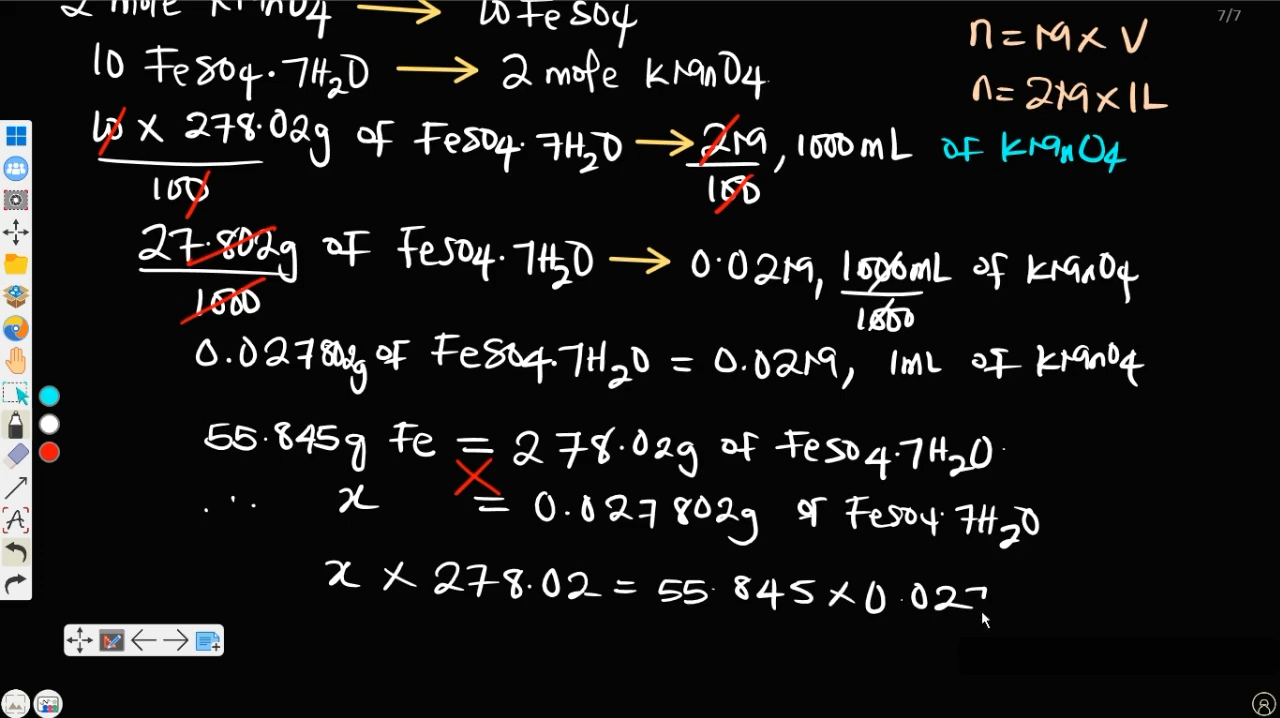 2 mole KMnO4 → 10 FeSO4
7/7
n = M × V
10 FeSO4·7H2O → 2 mole KMnO4
n = 2M × 1L
10 × 278.02g of FeSO4·7H2O → 2M, 1000mL of KMnO4
100 100
27.802g of FeSO4·7H2O → 0.02M, 1000mL of KMnO4
1000 1000
0.027802g of FeSO4·7H2O = 0.02M, 1mL of KMnO4
55.845g Fe = 278.02g of FeSO4·7H2O
∴ x = 0.027802g of FeSO4·7H2O
x × 278.02 = 55.845 × 0.027